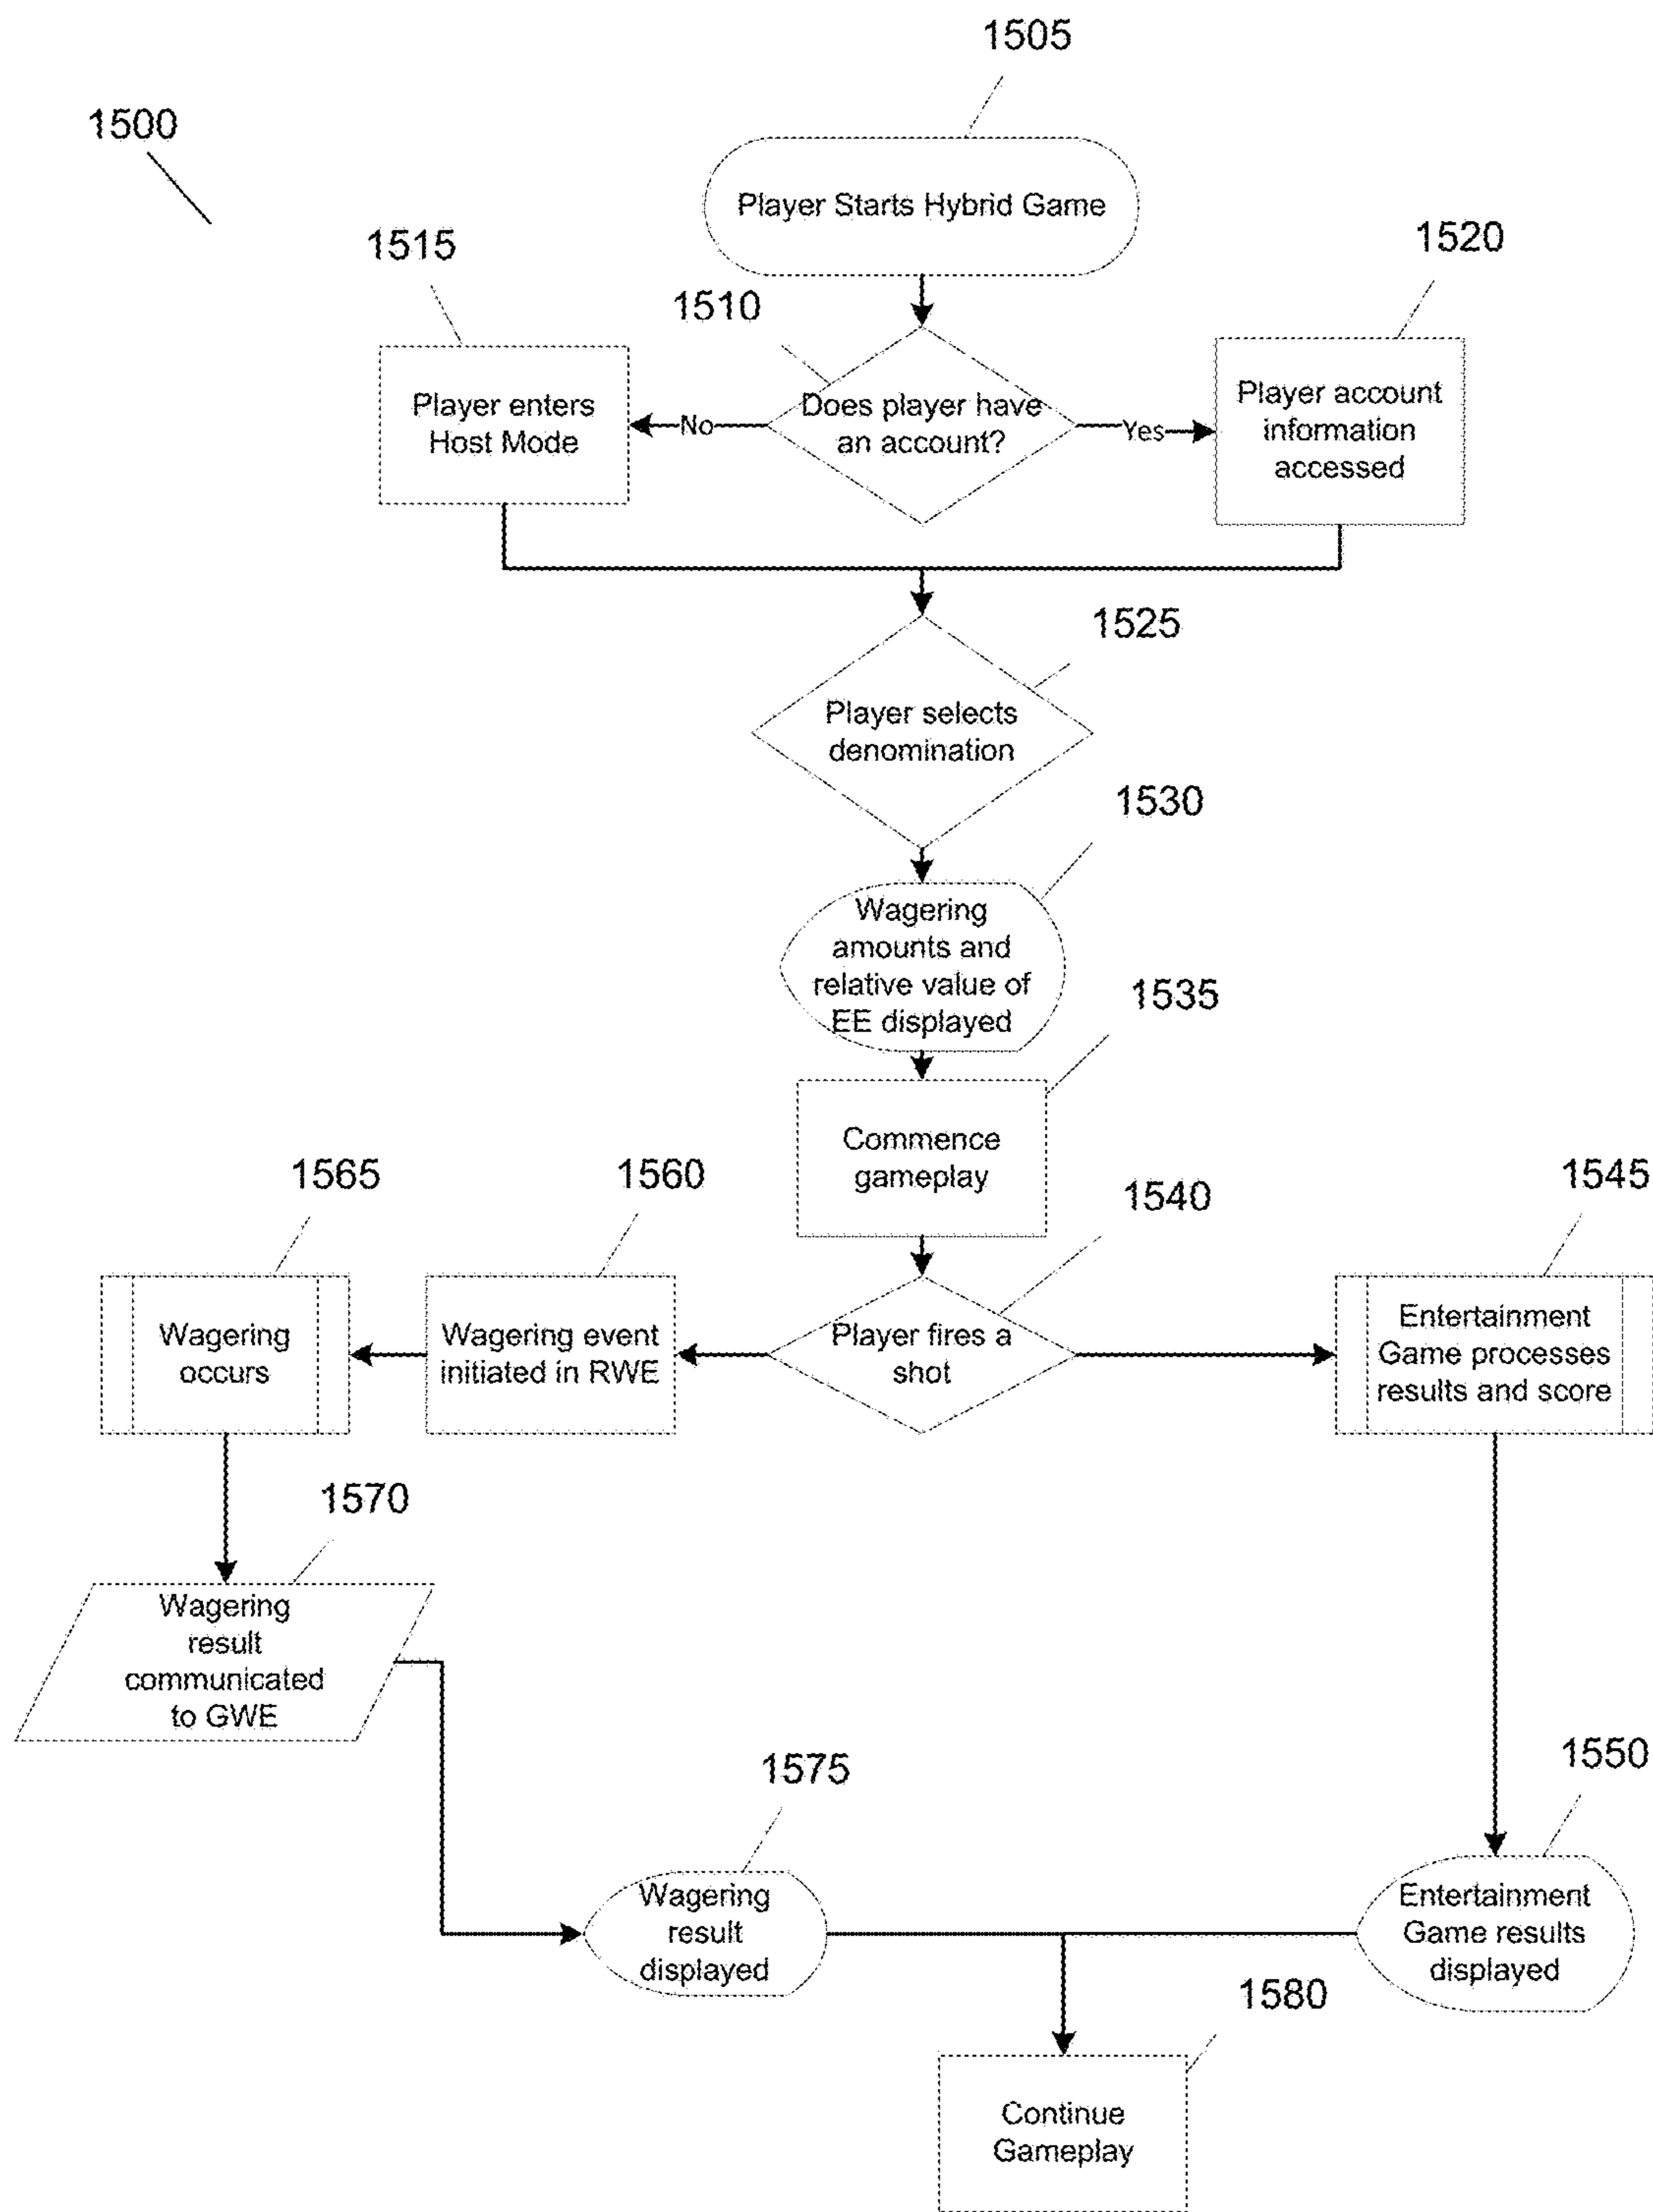 1505
1500
Player Starts Hybrid Game
1515
1520
1510
Player enters
Host Mode
No
Does player have
an account?
Yes
Player account
information
accessed
1525
Player selects
denomination
1530
Wagering
amounts and
relative value of
EE displayed
1535
Commence
gameplay
1565
1560
1540
1545
Wagering
occurs
Wagering event
initiated in RWE
Player fires a
shot
Entertainment
Game processes
results and score
1570
Wagering
result
communicated
to GWE
1575
1550
Wagering
result
displayed
Entertainment
Game results
displayed
1580
Continue
Gameplay